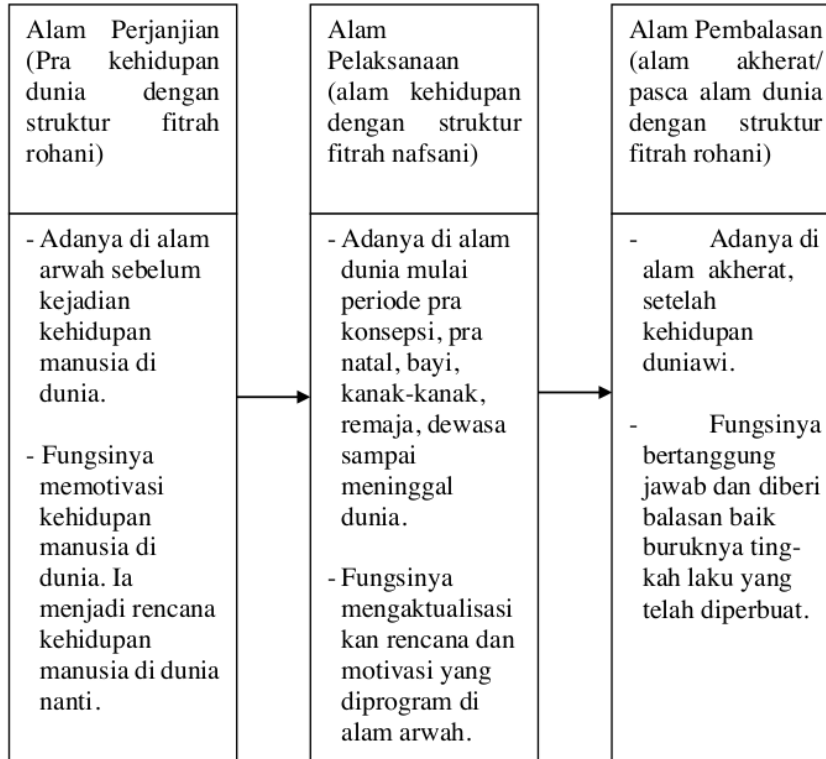 Alam Perjanjian
(Pra kehidupan
dunia dengan
struktur fitrah
rohani)
- Adanya di alam
arwah sebelum
kejadian
kehidupan
manusia di
dunia.
- Fungsinya
memotivasi
kehidupan
manusia di
dunia. Ia
menjadi rencana
kehidupan
manusia di dunia
nanti.
Alam
Pelaksanaan
(alam kehidupan
dengan struktur
fitrah nafsani)
- Adanya di alam
dunia mulai
periode pra
konsepsi, pra
natal, bayi,
kanak-kanak,
remaja, dewasa
sampai
meninggal
dunia.
- Fungsinya
mengaktualisasi
kan rencana dan
motivasi yang
diprogram di
alam arwah.
Alam Pembalasan
(alam akherat/
pasca alam dunia
dengan struktur
fitrah rohani)
- Adanya di
alam akherat,
setelah
kehidupan
duniawi.
- Fungsinya
bertanggung
jawab dan diberi
balasan baik
buruknya ting-
kah laku yang
telah diperbuat.